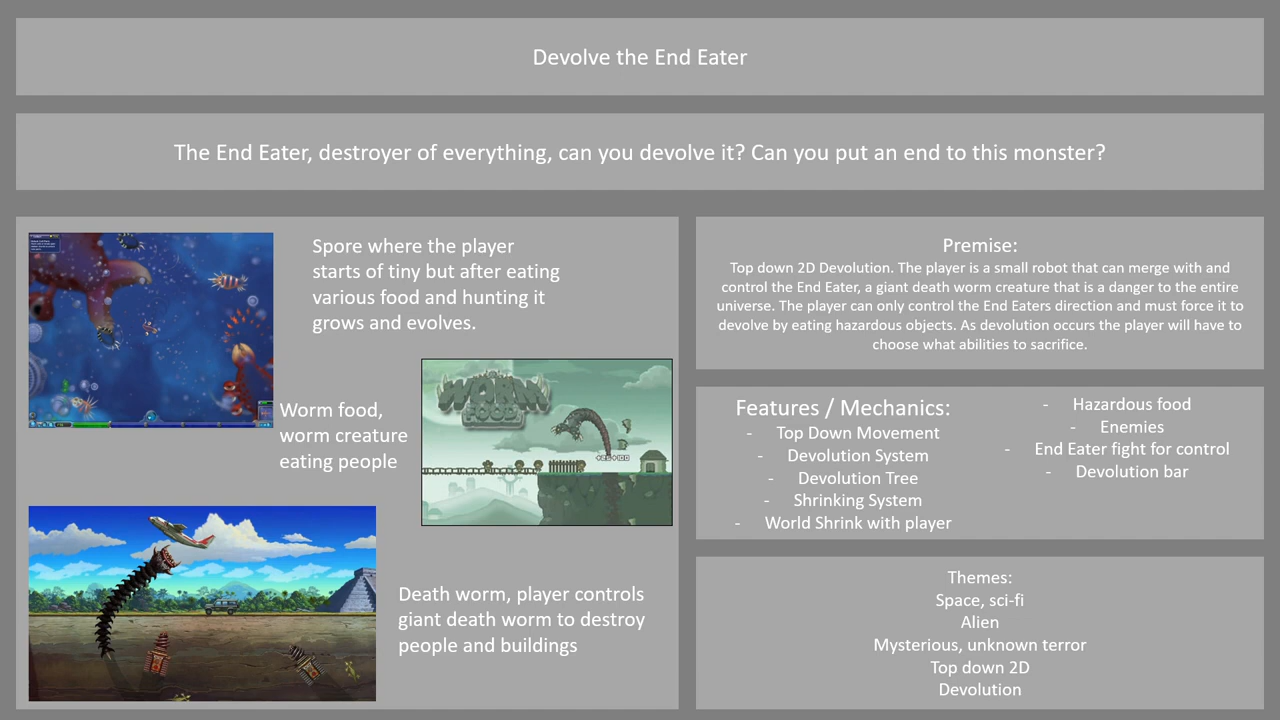 Devolve the End Eater
The End Eater, destroyer of everything, can you devolve it? Can you put an end to this monster?
Spore where the player
starts of tiny but after eating
various food and hunting it
grows and evolves.
Worm food,
worm creature
eating people
WORM
FOOD
Death worm, player controls
giant death worm to destroy
people and buildings
Premise:
Top down 2D Devolution. The player is a small robot that can merge with and
control the End Eater, a giant death worm creature that is a danger to the entire
universe. The player can only control the End Eaters direction and must force it to
devolve by eating hazardous objects. As devolution occurs the player will have to
choose what abilities to sacrifice.
Features / Mechanics:
- Top Down Movement
- Devolution System
- Devolution Tree
- Shrinking System
- World Shrink with player
- Hazardous food
- Enemies
- End Eater fight for control
- Devolution bar
Themes:
Space, sci-fi
Alien
Mysterious, unknown terror
Top down 2D
Devolution